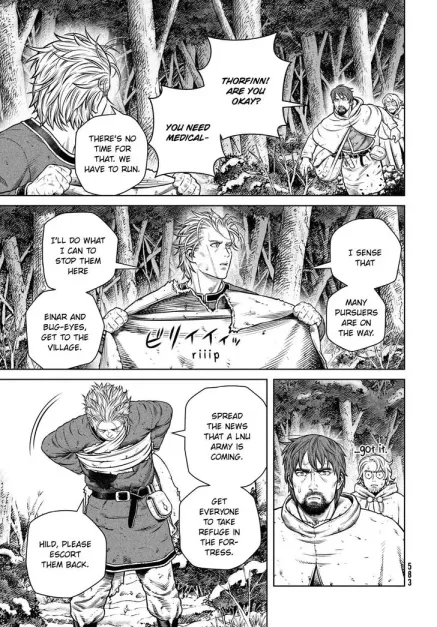 THORFINN!
ARE YOU
OKAY?
YOU NEED
MEDICAL-
THERE'S NO
TIME FOR
THAT. WE
HAVE TO RUN.
I SENSE
THAT
MANY
PURSUERS
ARE ON
THE WAY.
I'LL DO WHAT
I CAN TO
STOP THEM
HERE
EINAR AND
BUG-EYES,
GET TO THE
VILLAGE.
ビリィイィッ
riiip
...got it.
SPREAD
THE NEWS
THAT A LNU
ARMY IS
COMING.
GET
EVERYONE
TO TAKE
REFUGE IN
THE FOR-
TRESS.
HILD, PLEASE
ESCORT
THEM BACK.
583